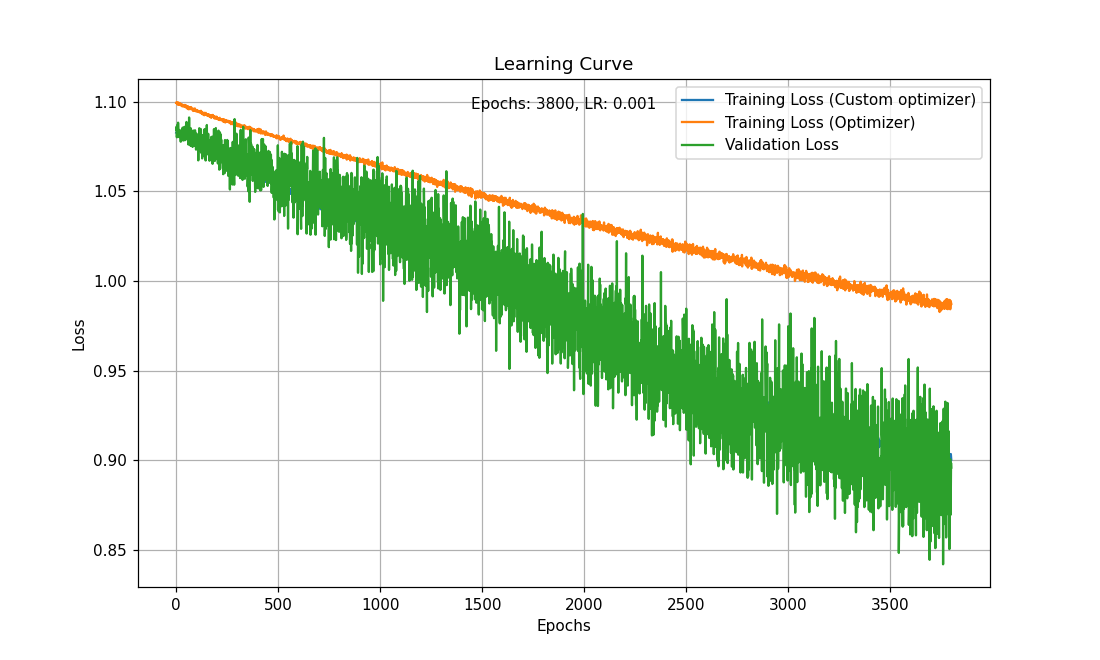 Learning Curve
Epochs: 3800, LR: 0.001
Training Loss (Custom optimizer)
Training Loss (Optimizer)
Validation Loss
Loss
1.10
1.05
1.00
0.95
0.90
0.85
0 500 1000 1500 2000 2500 3000 3500
Epochs